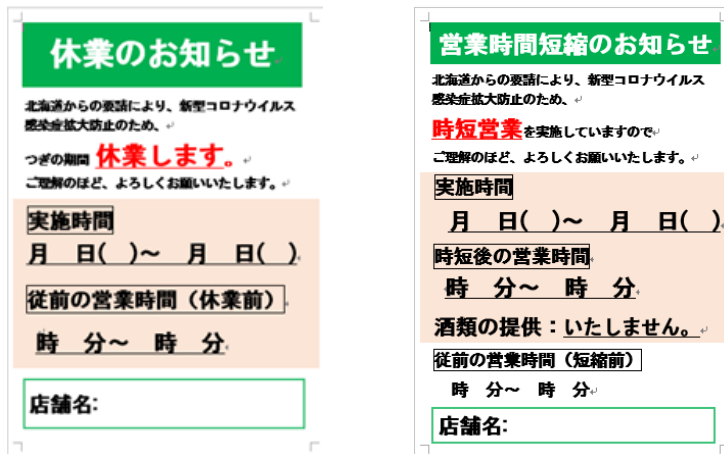 休業のお知らせ
北海道からの要請により、新型コロナウイルス
感染症拡大防止のため、
つぎの期間 休業します。
ご理解のほど、よろしくお願いいたします。
実施時間
月　日(　)～　月　日(　)
従前の営業時間（休業前）
時　分～　時　分
店舗名:
営業時間短縮のお知らせ
北海道からの要請により、新型コロナウイルス
感染症拡大防止のため、
時短営業を実施していますので
ご理解のほど、よろしくお願いいたします。
実施時間
月　日(　)～　月　日(　)
時短後の営業時間
時　分～　時　分
酒類の提供：いたしません。
従前の営業時間（短縮前）
時　分～　時　分
店舗名: